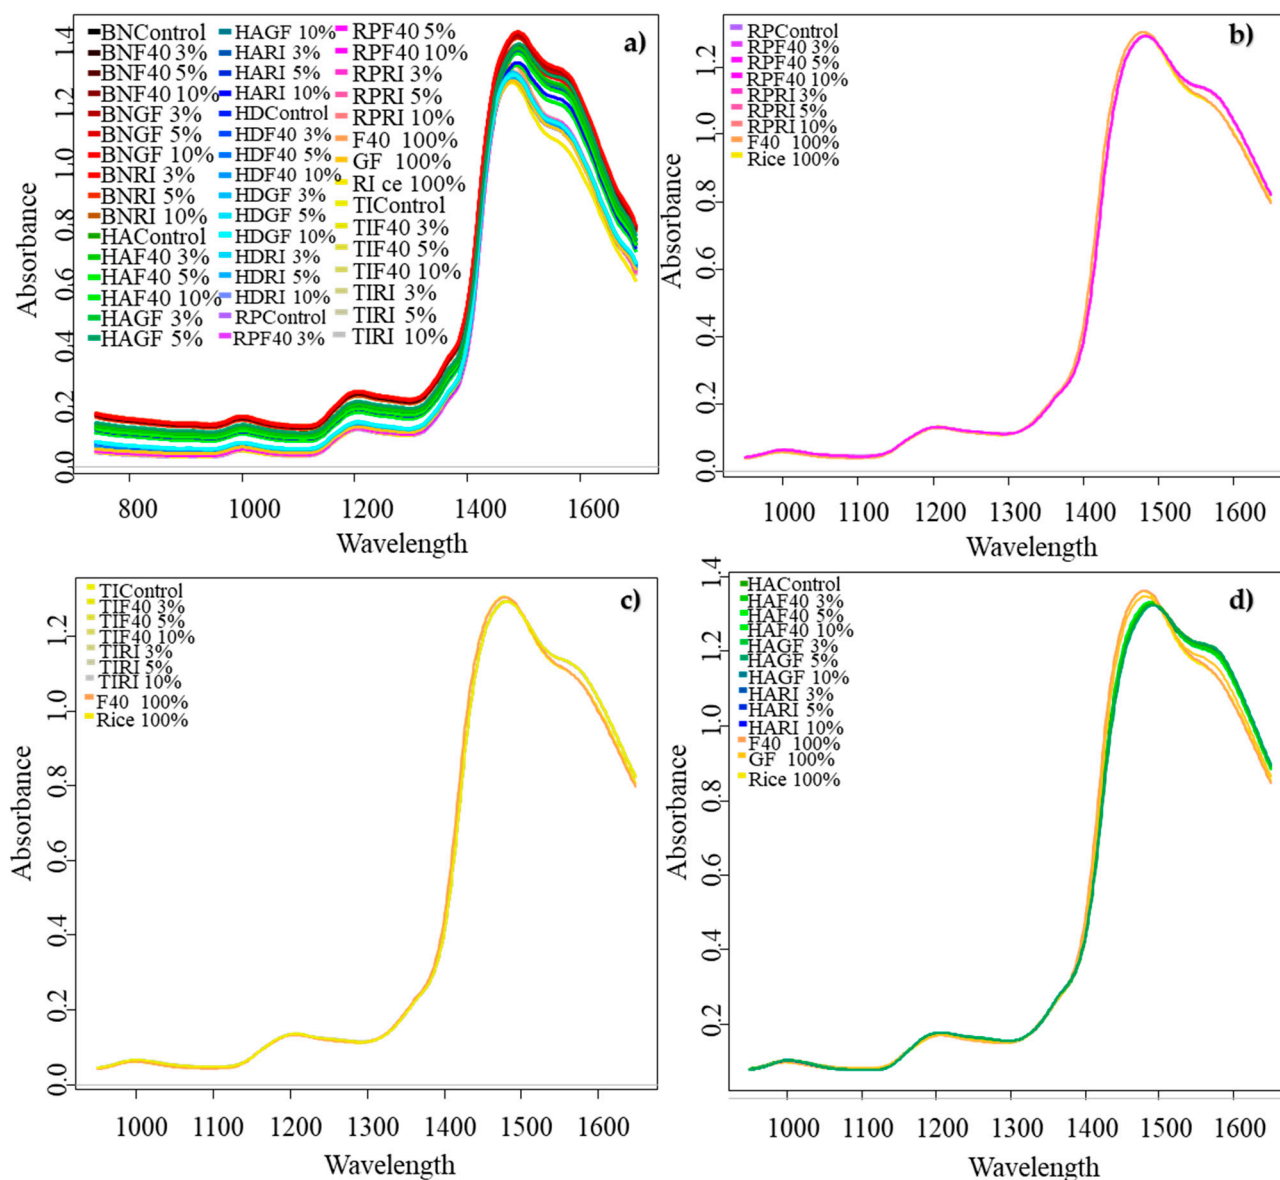 a)
BNControl
BNF40 3%
BNF40 5%
BNF40 10%
BNGF 3%
BNGF 5%
BNGF 10%
BNRI 3%
BNRI 5%
BNRI 10%
HAControl
HAF40 3%
HAF40 5%
HAF40 10%
HAGF 3%
HAGF 5%
HAGF 10%
HARI 3%
HARI 5%
HARI 10%
HDControl
HDF40 3%
HDF40 5%
HDF40 10%
HDGF 3%
HDGF 5%
HDGF 10%
HDRI 3%
HDRI 5%
HDRI 10%
RPControl
RPF40 3%
RPF40 5%
RPF40 10%
RPRI 3%
RPRI 5%
RPRI 10%
F40 100%
GF 100%
RI ce 100%
TIControl
TIF40 3%
TIF40 5%
TIF40 10%
TIRI 3%
TIRI 5%
TIRI 10%
Absorbance
1.4
1.2
1.0
0.8
0.6
0.4
0.2
0.0
800 1000 1200 1400 1600
Wavelength
b)
RPControl
RPF40 3%
RPF40 5%
RPF40 10%
RPRI 3%
RPRI 5%
RPRI 10%
F40 100%
Rice 100%
Absorbance
1.2
1.0
0.8
0.6
0.4
0.2
0.0
1000 1100 1200 1300 1400 1500 1600
Wavelength
c)
TIControl
TIF40 3%
TIF40 5%
TIF40 10%
TIRI 3%
TIRI 5%
TIRI 10%
F40 100%
Rice 100%
Absorbance
1.2
1.0
0.8
0.6
0.4
0.2
0.0
1000 1100 1200 1300 1400 1500 1600
Wavelength
d)
HAControl
HAF40 3%
HAF40 5%
HAF40 10%
HAGF 3%
HAGF 5%
HAGF 10%
HARI 3%
HARI 5%
HARI 10%
F40 100%
GF 100%
Rice 100%
Absorbance
1.4
1.2
1.0
0.8
0.6
0.4
0.2
1000 1100 1200 1300 1400 1500 1600
Wavelength